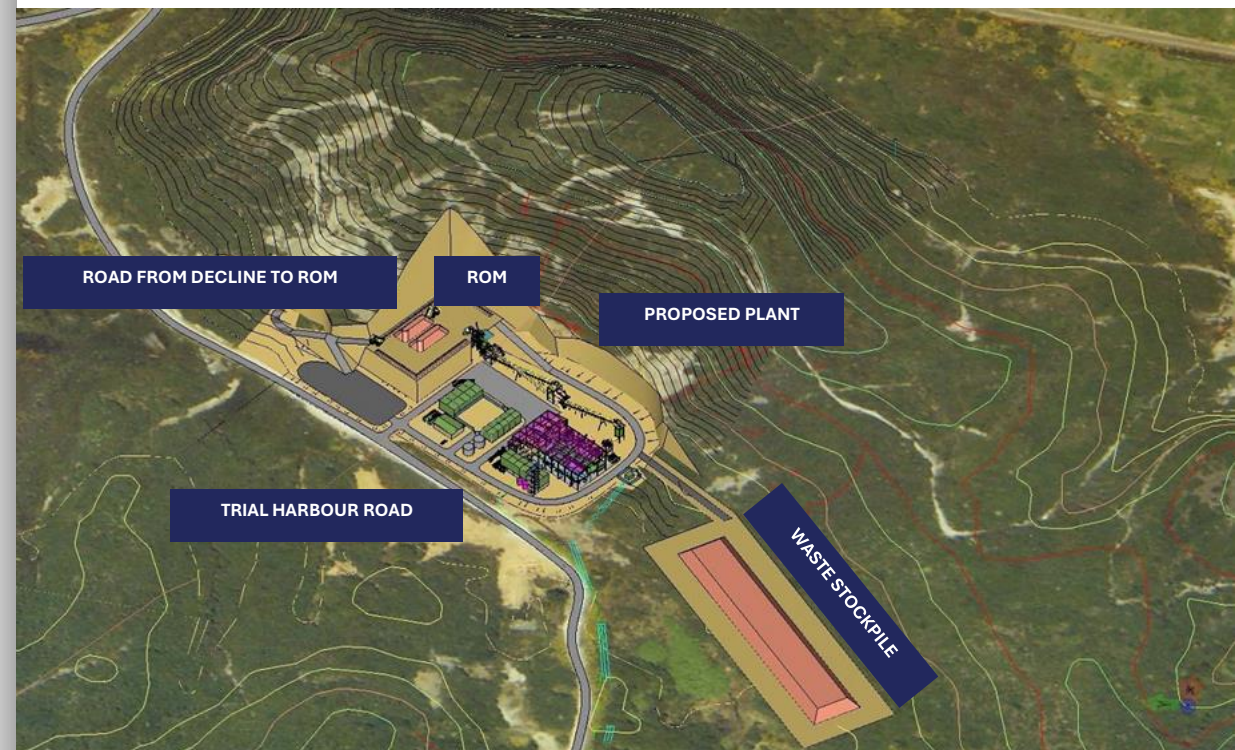 ROAD FROM DECLINE TO ROM
ROM
PROPOSED PLANT
TRIAL HARBOUR ROAD
WASTE STOCKPILE